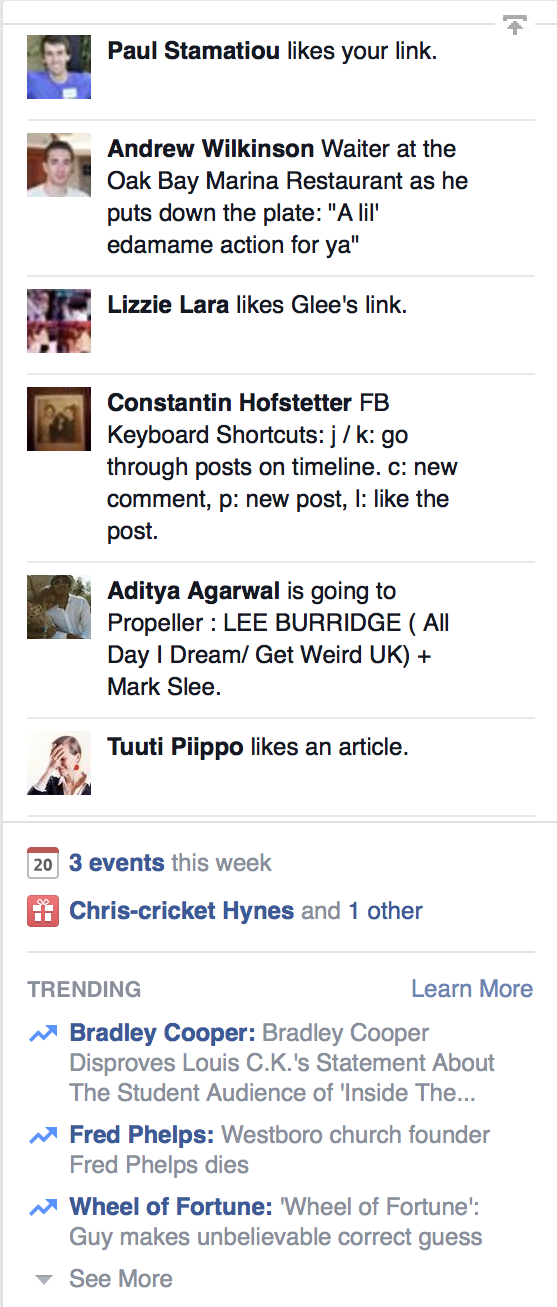 Paul Stamatiou likes your link.
Andrew Wilkinson Waiter at the
Oak Bay Marina Restaurant as he
puts down the plate: "A lil'
edamame action for ya"
Lizzie Lara likes Glee's link.
Constantin Hofstetter FB
Keyboard Shortcuts: j / k: go
through posts on timeline. c: new
comment, p: new post, l: like the
post.
Aditya Agarwal is going to
Propeller : LEE BURRIDGE ( All
Day I Dream/ Get Weird UK) +
Mark Slee.
Tuuti Piippo likes an article.
20 3 events this week
Chris-cricket Hynes and 1 other
TRENDING Learn More
Bradley Cooper: Bradley Cooper
Disproves Louis C.K.'s Statement About
The Student Audience of 'Inside The...
Fred Phelps: Westboro church founder
Fred Phelps dies
Wheel of Fortune: 'Wheel of Fortune':
Guy makes unbelievable correct guess
See More